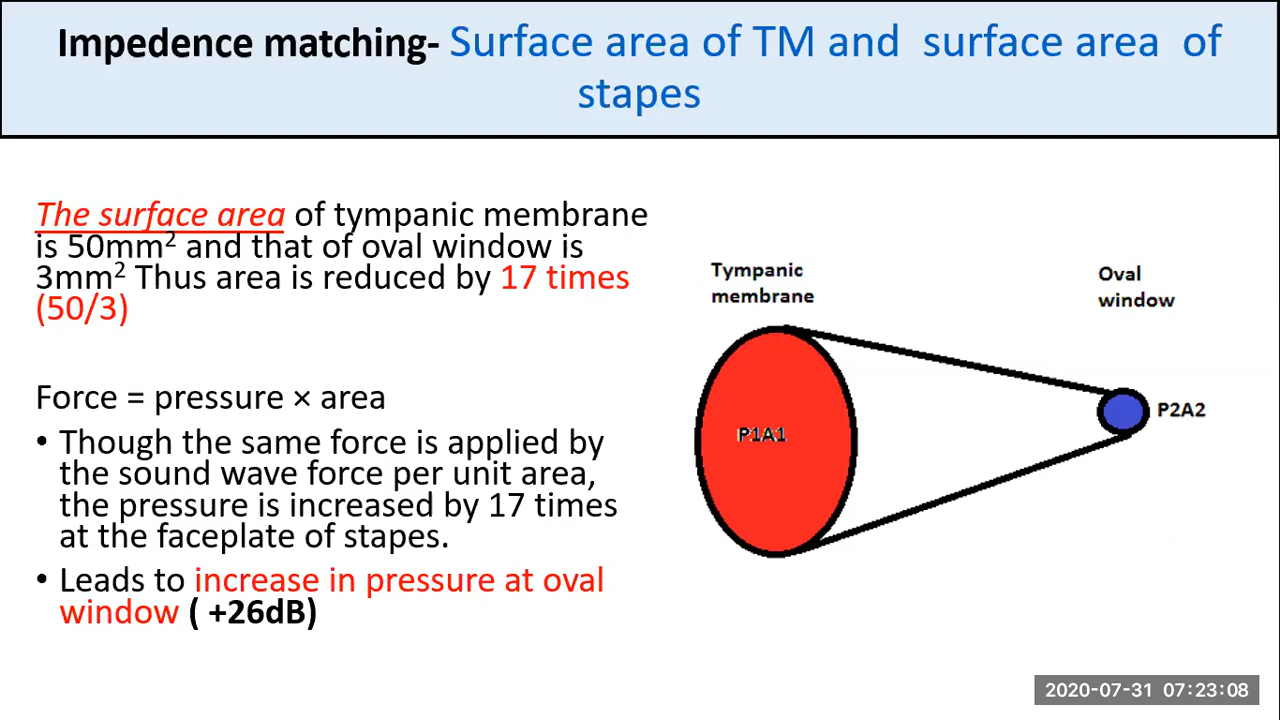 Impedence matching- Surface area of TM and surface area of
stapes
The surface area of tympanic membrane
is 50mm² and that of oval window is
3mm² Thus area is reduced by 17 times
(50/3)
Force = pressure × area
• Though the same force is applied by
the sound wave force per unit area,
the pressure is increased by 17 times
at the faceplate of stapes.
• Leads to increase in pressure at oval
window ( +26dB)
Tympanic
membrane
Oval
window
P1A1
P2A2
2020-07-31 07:23:08